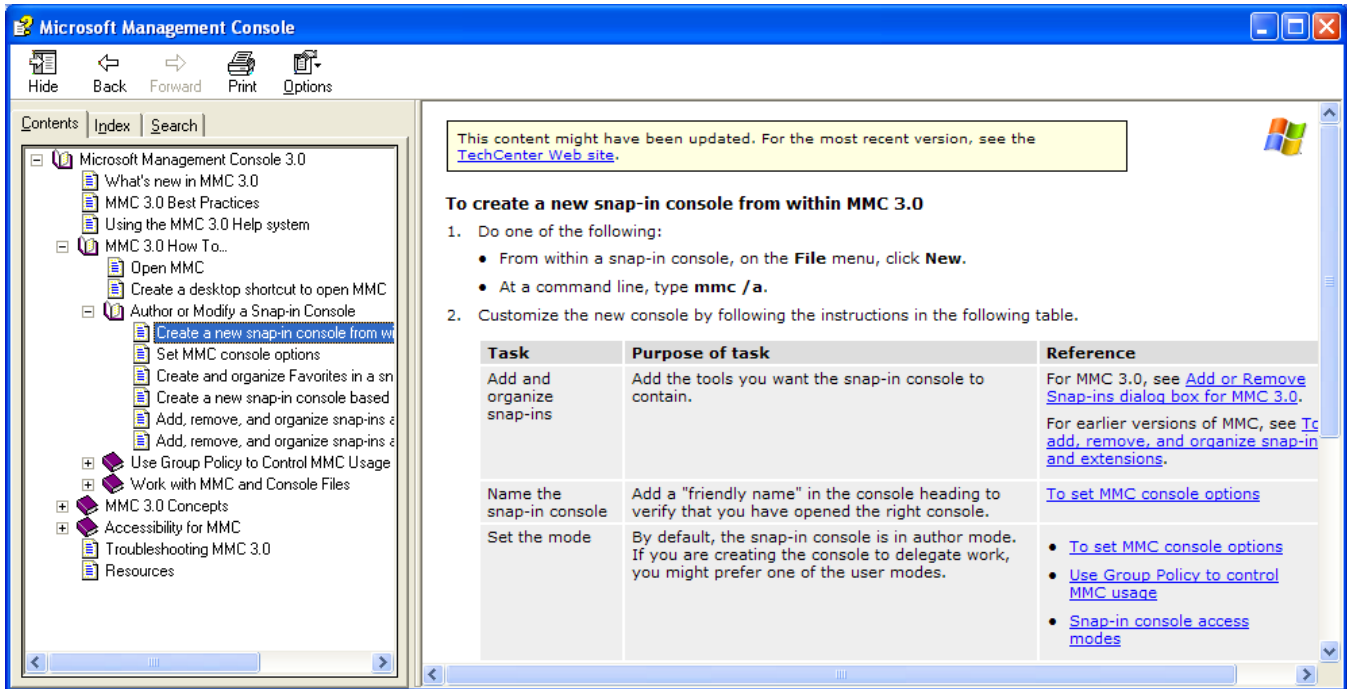 Microsoft Management Console
Hide Back Forward Print Options
Contents Index Search
Microsoft Management Console 3.0
What's new in MMC 3.0
MMC 3.0 Best Practices
Using the MMC 3.0 Help system
MMC 3.0 How To...
Open MMC
Create a desktop shortcut to open MMC
Author or Modify a Snap-in Console
Create a new snap-in console from wi
Set MMC console options
Create and organize Favorites in a sn
Create a new snap-in console based
Add, remove, and organize snap-ins a
Add, remove, and organize snap-ins a
Use Group Policy to Control MMC Usage
Work with MMC and Console Files
MMC 3.0 Concepts
Accessibility for MMC
Troubleshooting MMC 3.0
Resources
This content might have been updated. For the most recent version, see the
TechCenter Web site.
To create a new snap-in console from within MMC 3.0
1. Do one of the following:
• From within a snap-in console, on the File menu, click New.
• At a command line, type mmc /a.
2. Customize the new console by following the instructions in the following table.
Task Purpose of task Reference
Add and
organize
snap-ins
Add the tools you want the snap-in console to
contain.
For MMC 3.0, see Add or Remove
Snap-ins dialog box for MMC 3.0.
For earlier versions of MMC, see To
add, remove, and organize snap-in
and extensions.
Name the
snap-in console
Add a "friendly name" in the console heading to
verify that you have opened the right console.
To set MMC console options
Set the mode
By default, the snap-in console is in author mode.
If you are creating the console to delegate work,
you might prefer one of the user modes.
• To set MMC console options
• Use Group Policy to control
MMC usage
• Snap-in console access
modes